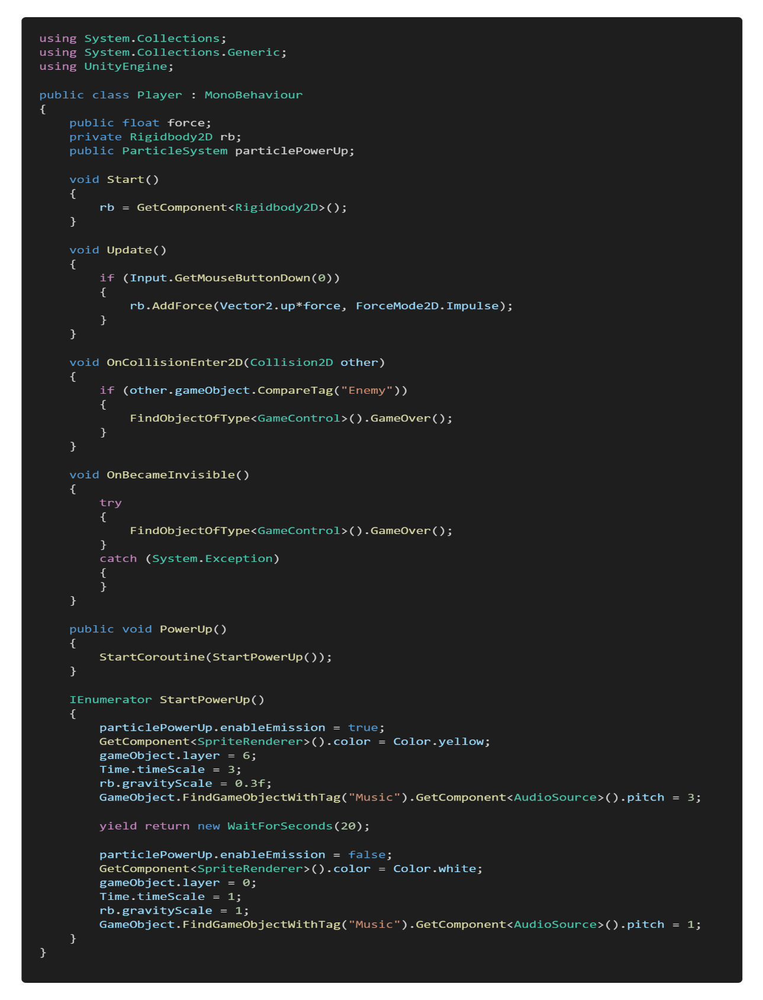 using System.Collections;
using System.Collections.Generic;
using UnityEngine;

public class Player : MonoBehaviour
{
    public float force;
    private Rigidbody2D rb;
    public ParticleSystem particlePowerUp;

    void Start()
    {
        rb = GetComponent<Rigidbody2D>();
    }

    void Update()
    {
        if (Input.GetMouseButtonDown(0))
        {
            rb.AddForce(Vector2.up*force, ForceMode2D.Impulse);
        }
    }

    void OnCollisionEnter2D(Collision2D other)
    {
        if (other.gameObject.CompareTag("Enemy"))
        {
            FindObjectOfType<GameControl>().GameOver();
        }
    }

    void OnBecameInvisible()
    {
        try
        {
            FindObjectOfType<GameControl>().GameOver();
        }
        catch (System.Exception)
        {
        }
    }

    public void PowerUp()
    {
        StartCoroutine(StartPowerUp());
    }

    IEnumerator StartPowerUp()
    {
        particlePowerUp.enableEmission = true;
        GetComponent<SpriteRenderer>().color = Color.yellow;
        gameObject.layer = 6;
        Time.timeScale = 3;
        rb.gravityScale = 0.3f;
        GameObject.FindGameObjectWithTag("Music").GetComponent<AudioSource>().pitch = 3;

        yield return new WaitForSeconds(20);

        particlePowerUp.enableEmission = false;
        GetComponent<SpriteRenderer>().color = Color.white;
        gameObject.layer = 0;
        Time.timeScale = 1;
        rb.gravityScale = 1;
        GameObject.FindGameObjectWithTag("Music").GetComponent<AudioSource>().pitch = 1;
    }
}